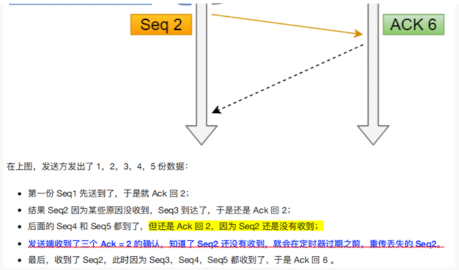 Seq 2
ACK 6
在上图，发送方发出了 1，2，3，4，5 份数据：
第一份 Seq1 先送到了，于是就 Ack 回 2；
结果 Seq2 因为某些原因没收到，Seq3 到达了，于是还是 Ack 回 2；
后面的 Seq4 和 Seq5 都到了，但还是 Ack 回 2，因为 Seq2 还是没有收到；
发送端收到了三个 Ack = 2 的确认，知道了 Seq2 还没有收到，就会在定时器过期之前，重传丢失的 Seq2。
最后，收到了 Seq2，此时因为 Seq3，Seq4，Seq5 都收到了，于是 Ack 回 6 。